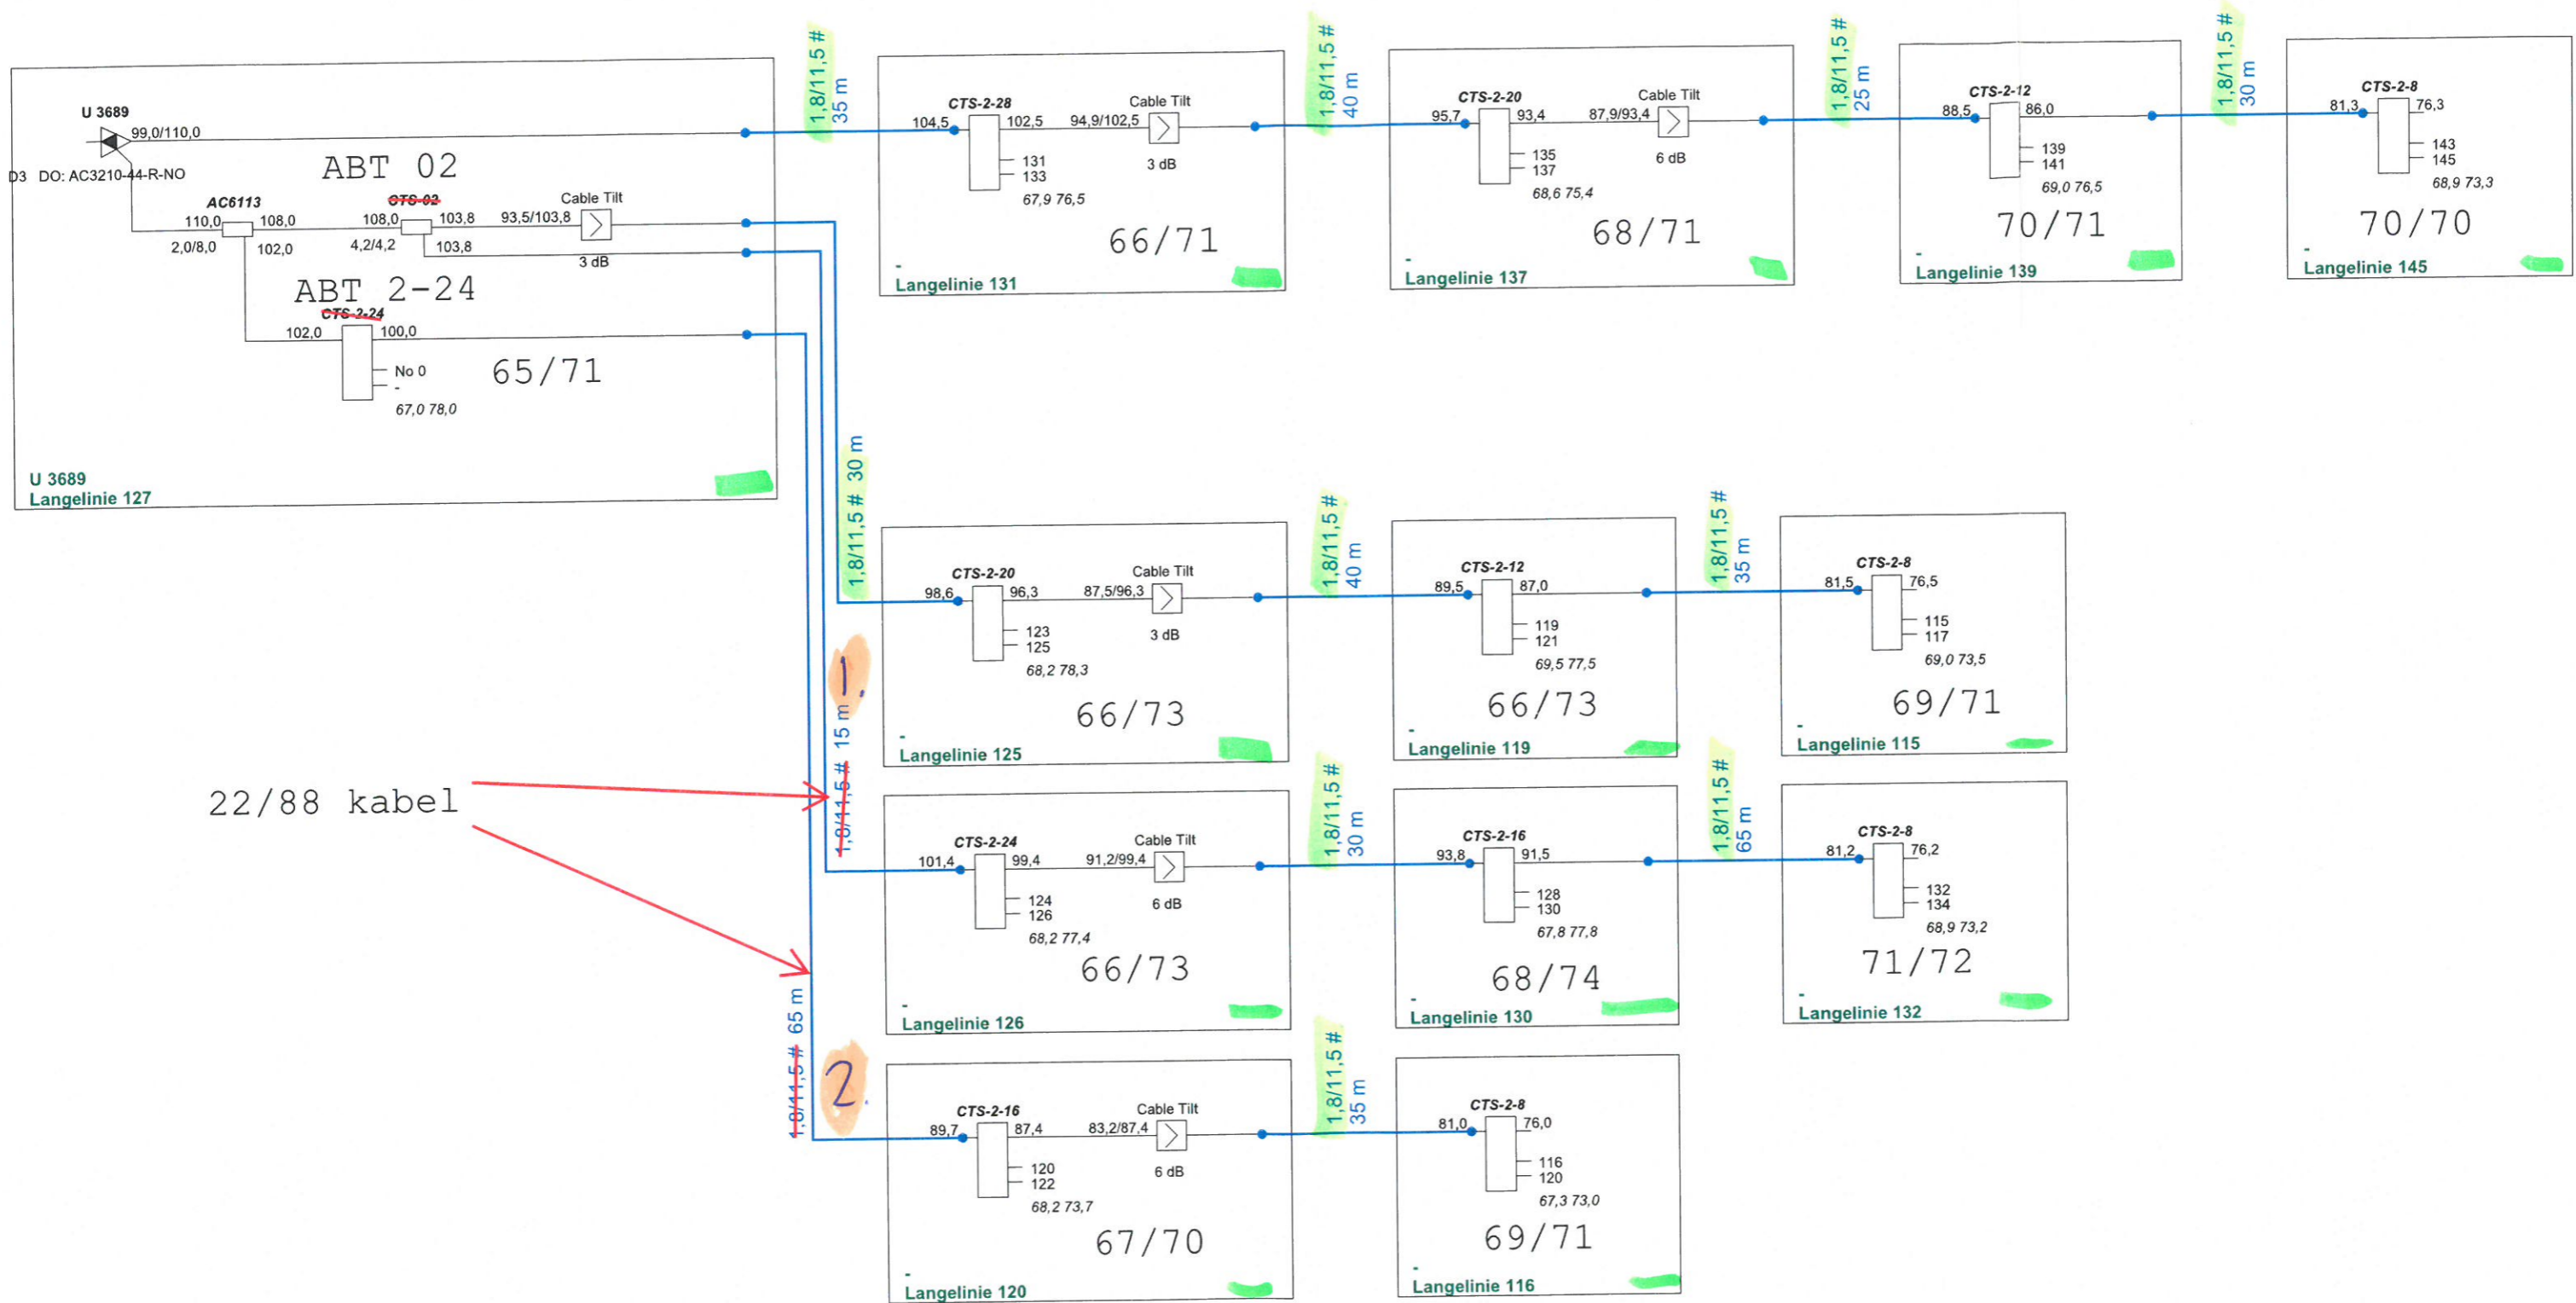 U 3689
99,0/110,0
D3 DO: AC3210-44-R-NO
ABT 02
AC6113
110,0
108,0
2,0/8,0
102,0
CTS-02
108,0
103,8
4,2/4,2
103,8
93,5/103,8
Cable Tilt
3 dB
ABT 2-24
CTS-2-24
102,0
100,0
No 0
-
67,0 78,0
65/71
U 3689
Langelinie 127
1,8/11,5 #
35 m
CTS-2-28
104,5
102,5
94,9/102,5
Cable Tilt
3 dB
131
133
67,9 76,5
66/71
-
Langelinie 131
1,8/11,5 #
40 m
CTS-2-20
95,7
93,4
87,9/93,4
Cable Tilt
6 dB
135
137
68,6 75,4
68/71
-
Langelinie 137
1,8/11,5 #
25 m
CTS-2-12
88,5
86,0
139
141
69,0 76,5
70/71
-
Langelinie 139
1,8/11,5 #
30 m
CTS-2-8
81,3
76,3
143
145
68,9 73,3
70/70
-
Langelinie 145
1,8/11,5 # 30 m
CTS-2-20
98,6
96,3
87,5/96,3
Cable Tilt
3 dB
123
125
68,2 78,3
66/73
-
Langelinie 125
1,8/11,5 #
40 m
CTS-2-12
89,5
87,0
119
121
69,5 77,5
66/73
-
Langelinie 119
1,8/11,5 #
35 m
CTS-2-8
81,5
76,5
115
117
69,0 73,5
69/71
-
Langelinie 115
22/88 kabel
1.
1,8/11,5 # 15 m
CTS-2-24
101,4
99,4
91,2/99,4
Cable Tilt
6 dB
124
126
68,2 77,4
66/73
-
Langelinie 126
1,8/11,5 #
30 m
CTS-2-16
93,8
91,5
128
130
67,8 77,8
68/74
-
Langelinie 130
1,8/11,5 #
65 m
CTS-2-8
81,2
76,2
132
134
68,9 73,2
71/72
-
Langelinie 132
1,8/11,5 # 65 m
2.
CTS-2-16
89,7
87,4
83,2/87,4
Cable Tilt
6 dB
120
122
68,2 73,7
67/70
-
Langelinie 120
1,8/11,5 #
35 m
CTS-2-8
81,0
76,0
116
120
67,3 73,0
69/71
-
Langelinie 116